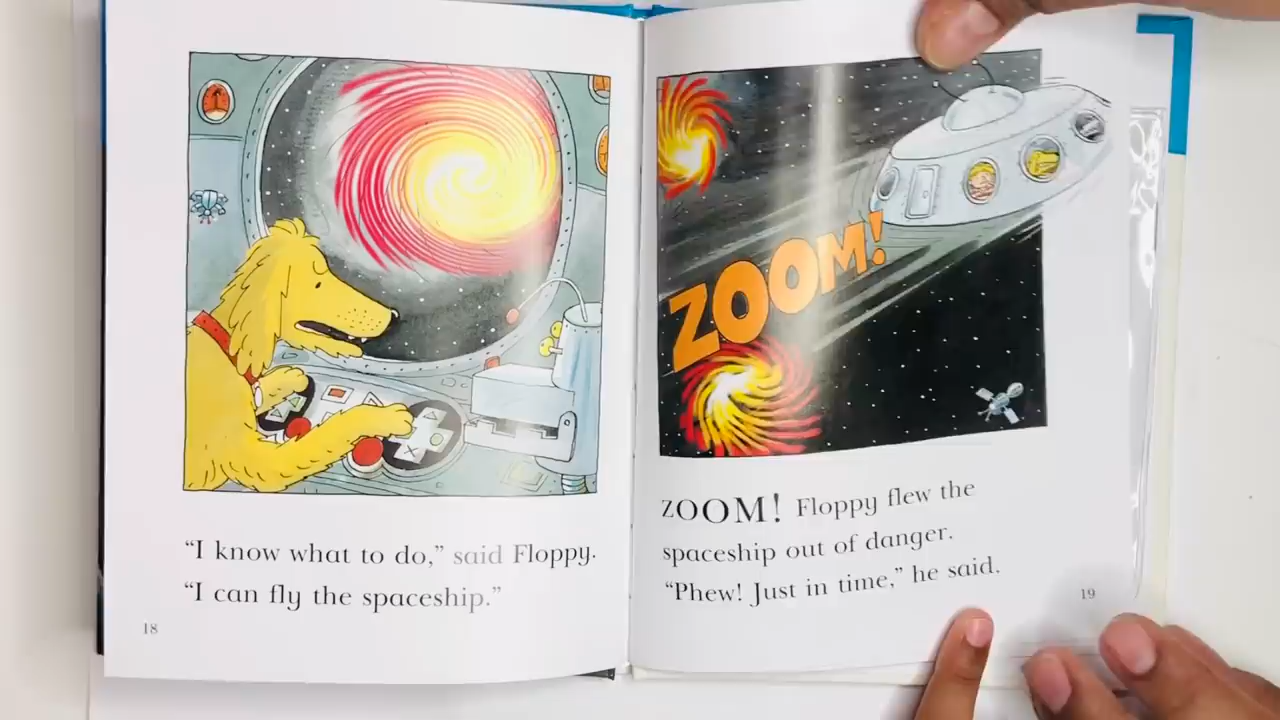 "I know what to do," said Floppy.
"I can fly the spaceship."
18
ZOOM!
ZOOM! Floppy flew the
spaceship out of danger.
"Phew! Just in time," he said.
19